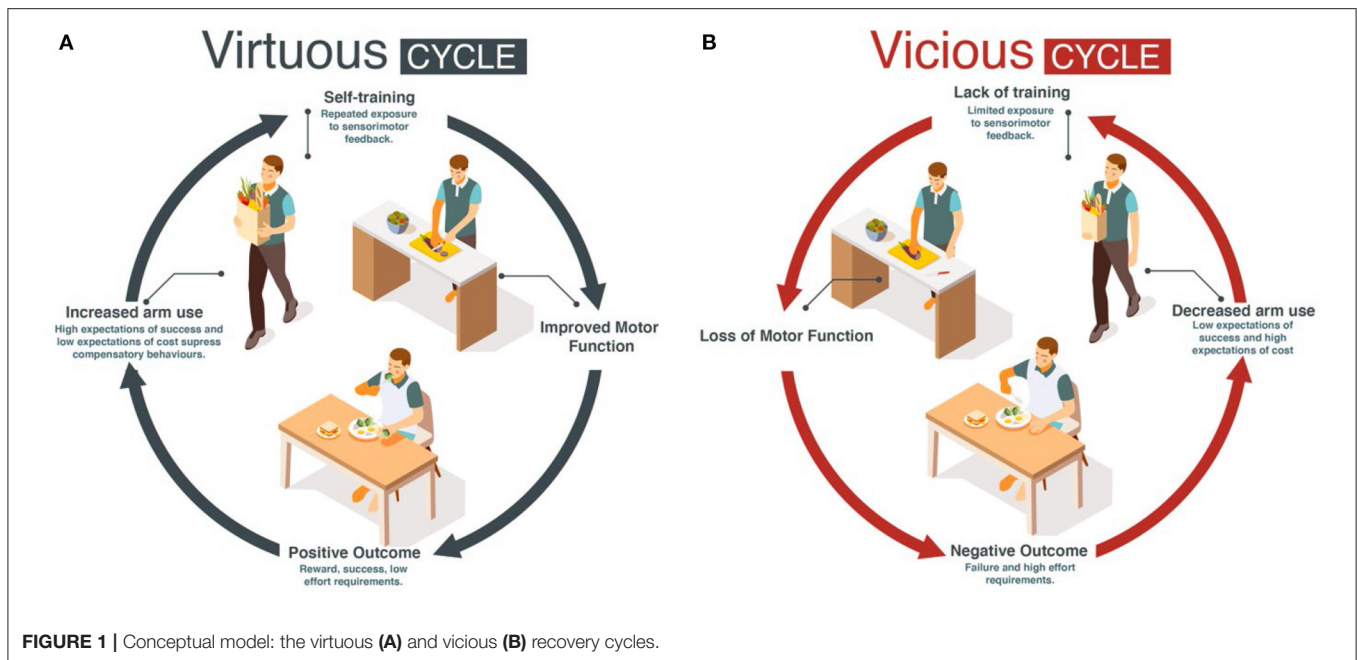 A
Virtuous CYCLE
Self-training
Repeated exposure
to sensorimotor
feedback.
Improved Motor
Function
Positive Outcome
Reward, success, low
effort requirements.
Increased arm use
High expectations of success and
low expectations of cost supress
compensatory behaviours.
B
Vicious CYCLE
Lack of training
Limited exposure
to sensorimotor
feedback.
Loss of Motor Function
Negative Outcome
Failure and high effort
requirements.
Decreased arm use
Low expectations of
success and high
expectations of cost
FIGURE 1 | Conceptual model: the virtuous (A) and vicious (B) recovery cycles.